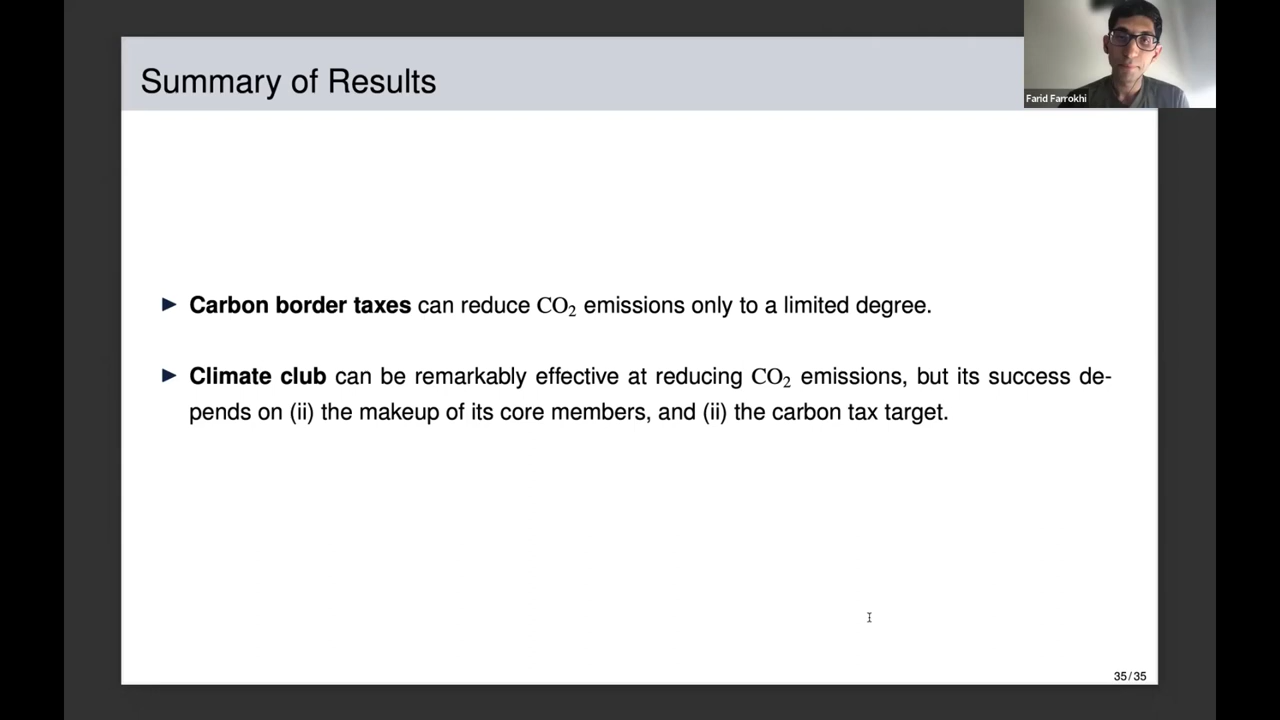 Summary of Results
Farid Farrokhi
▶ Carbon border taxes can reduce CO₂ emissions only to a limited degree.
▶ Climate club can be remarkably effective at reducing CO₂ emissions, but its success de-
pends on (ii) the makeup of its core members, and (ii) the carbon tax target.
35/35